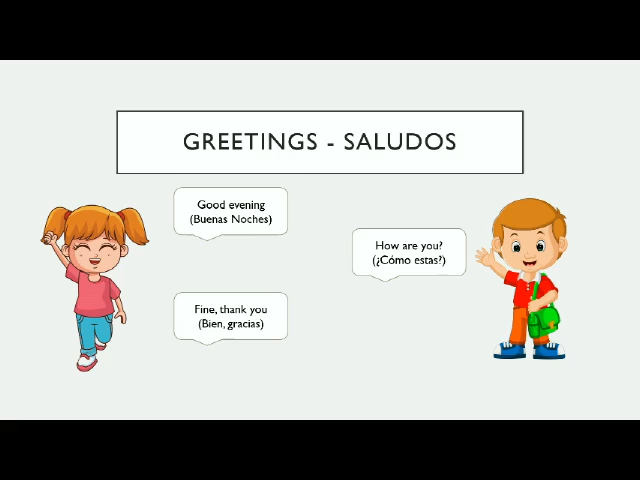 GREETINGS - SALUDOS
Good evening
(Buenas Noches)
How are you?
(¿Cómo estas?)
Fine, thank you
(Bien, gracias)